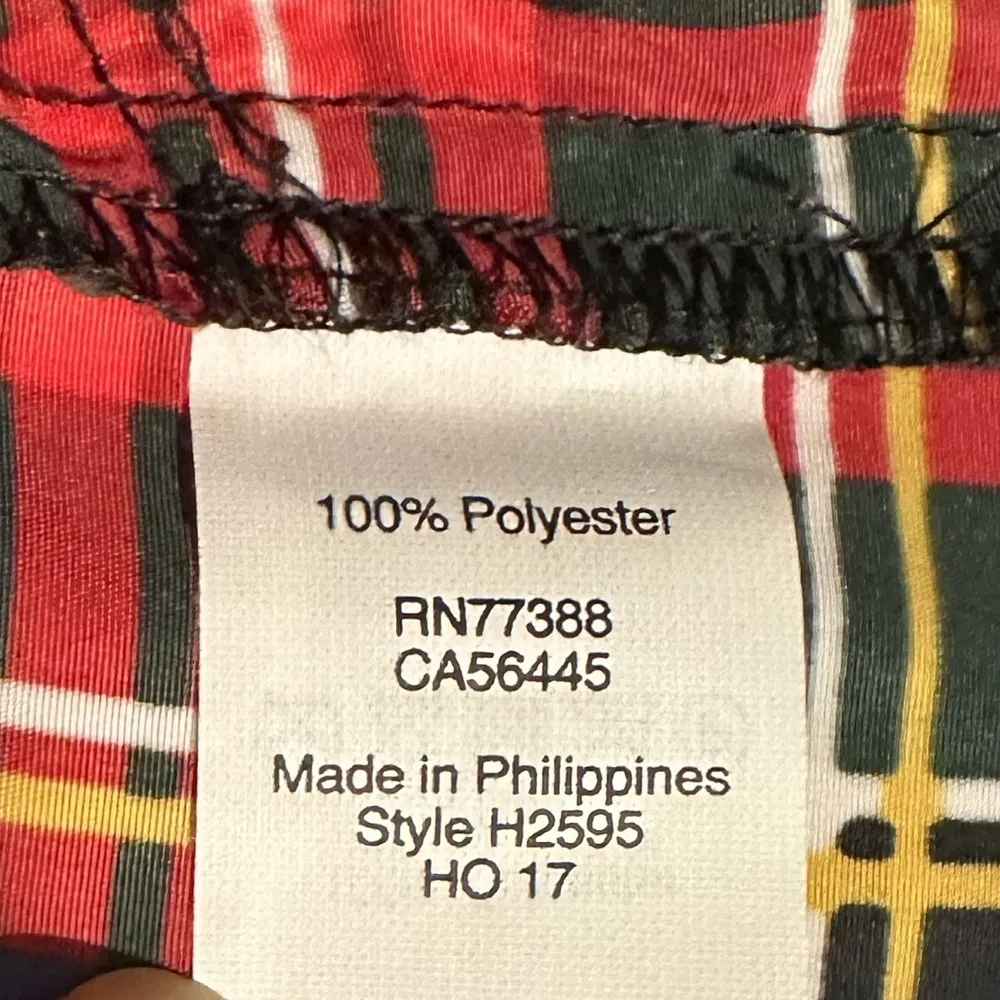 100% Polyester
RN77388
CA56445
Made in Philippines
Style H2595
HO 17